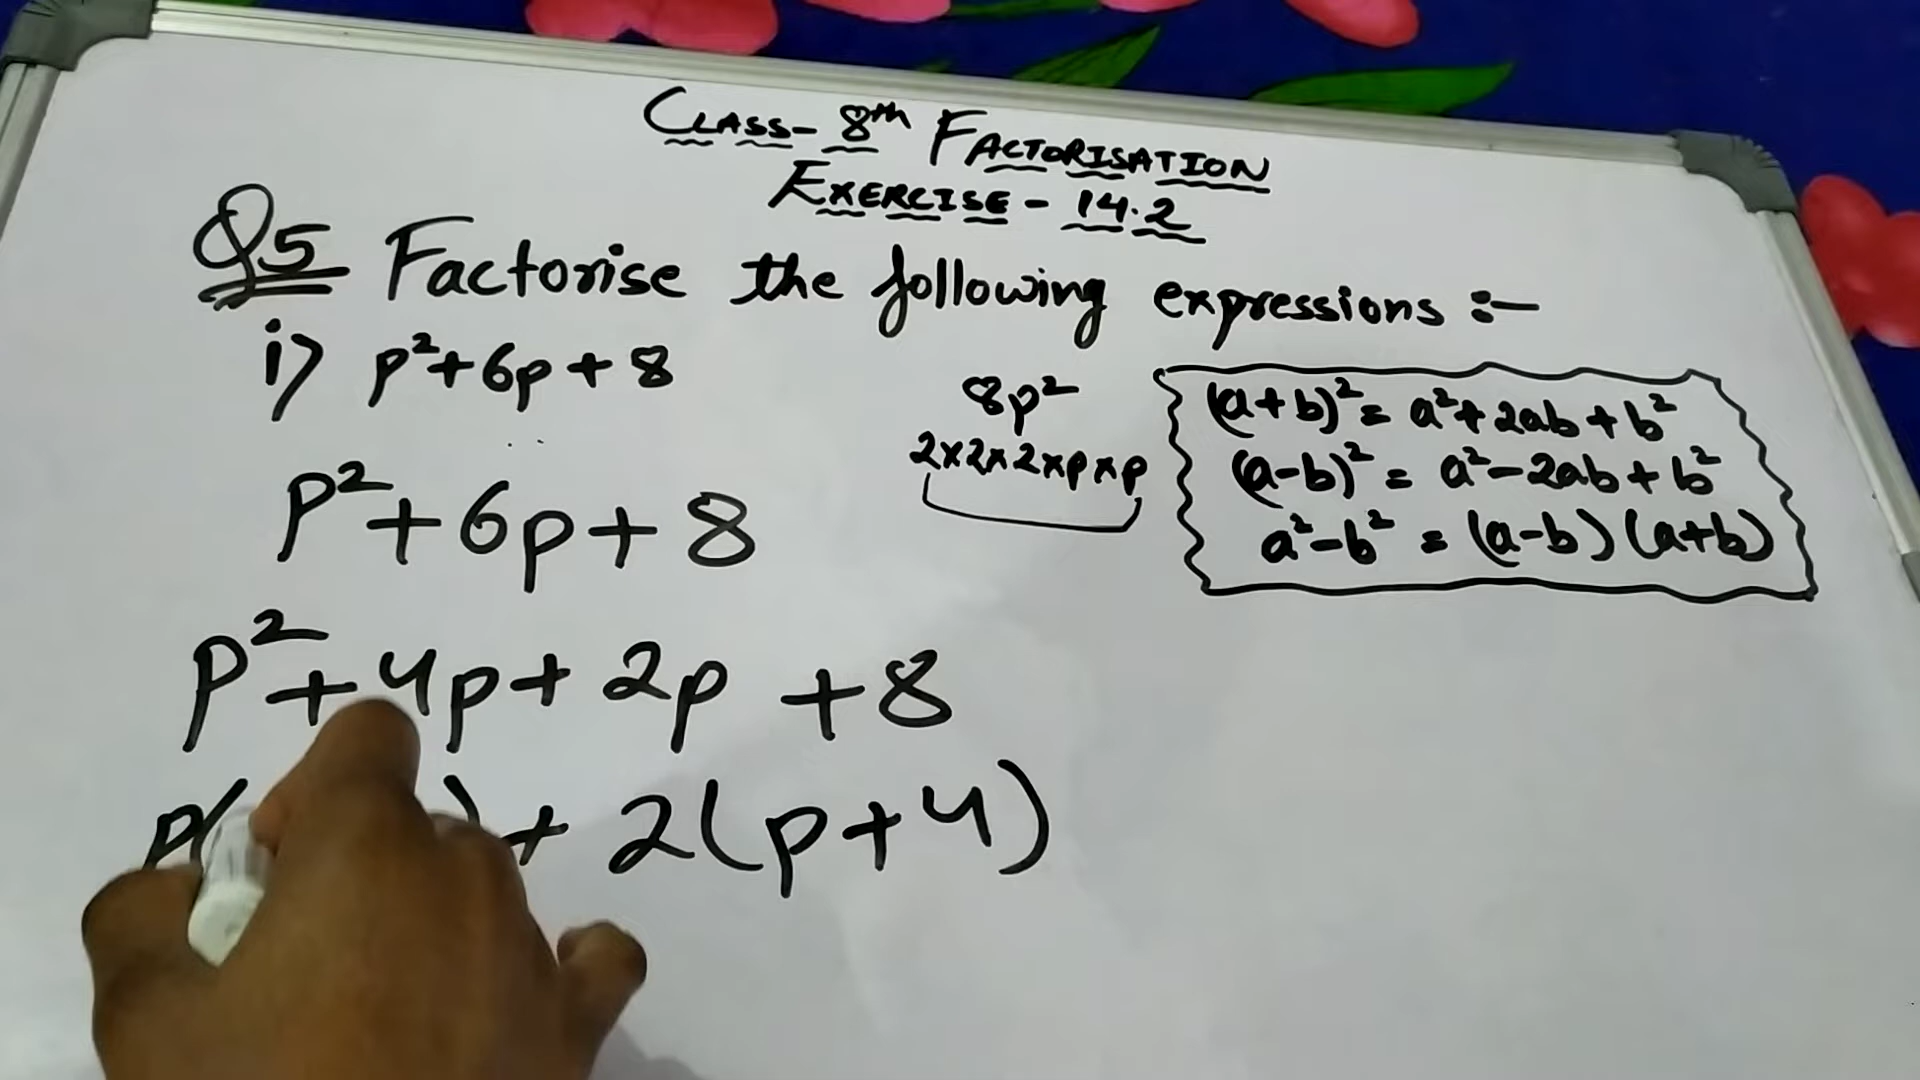 CLASS- 8th FACTORISATION
EXERCISE - 14.2
Q5 Factorise the following expressions :-
i) p²+6p+8
8p²
2×2×2×p×p
(a+b)² = a²+2ab+b²
(a-b)² = a²-2ab+b²
a²-b² = (a-b)(a+b)
p²+6p+8
p²+4p+2p +8
p( ) + 2(p+4)